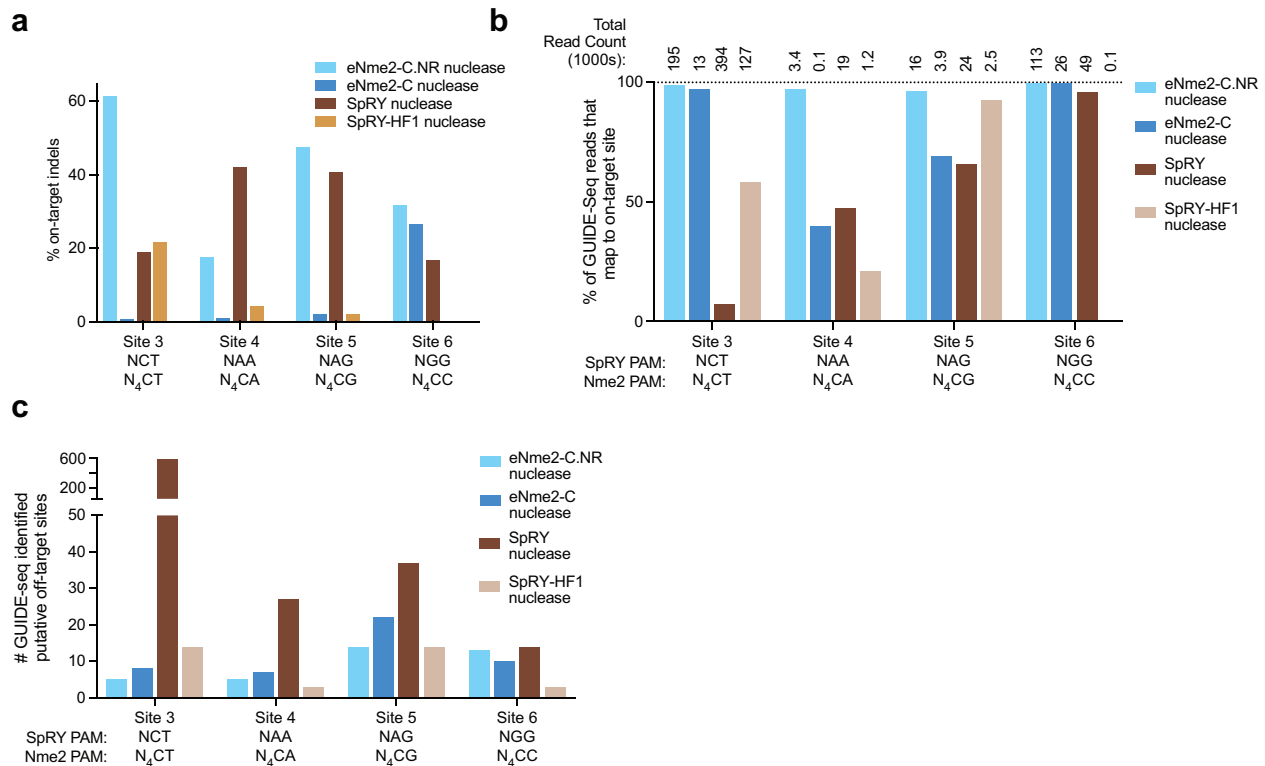 a
eNme2-C.NR nuclease
eNme2-C nuclease
SpRY nuclease
SpRY-HF1 nuclease
% on-target indels
60
40
20
0
Site 3 Site 4 Site 5 Site 6
NCT NAA NAG NGG
N4CT N4CA N4CG N4CC
b
Total
Read Count
(1000s):
195 13 394 127 3.4 0.1 19 1.2 16 3.9 24 2.5 113 26 49 0.1
% of GUIDE-Seq reads that
map to on-target site
100
50
0
eNme2-C.NR
nuclease
eNme2-C
nuclease
SpRY
nuclease
SpRY-HF1
nuclease
Site 3 Site 4 Site 5 Site 6
SpRY PAM: NCT NAA NAG NGG
Nme2 PAM: N4CT N4CA N4CG N4CC
c
# GUIDE-seq identified
putative off-target sites
600
200
50
40
30
20
10
0
eNme2-C.NR
nuclease
eNme2-C
nuclease
SpRY
nuclease
SpRY-HF1
nuclease
Site 3 Site 4 Site 5 Site 6
SpRY PAM: NCT NAA NAG NGG
Nme2 PAM: N4CT N4CA N4CG N4CC